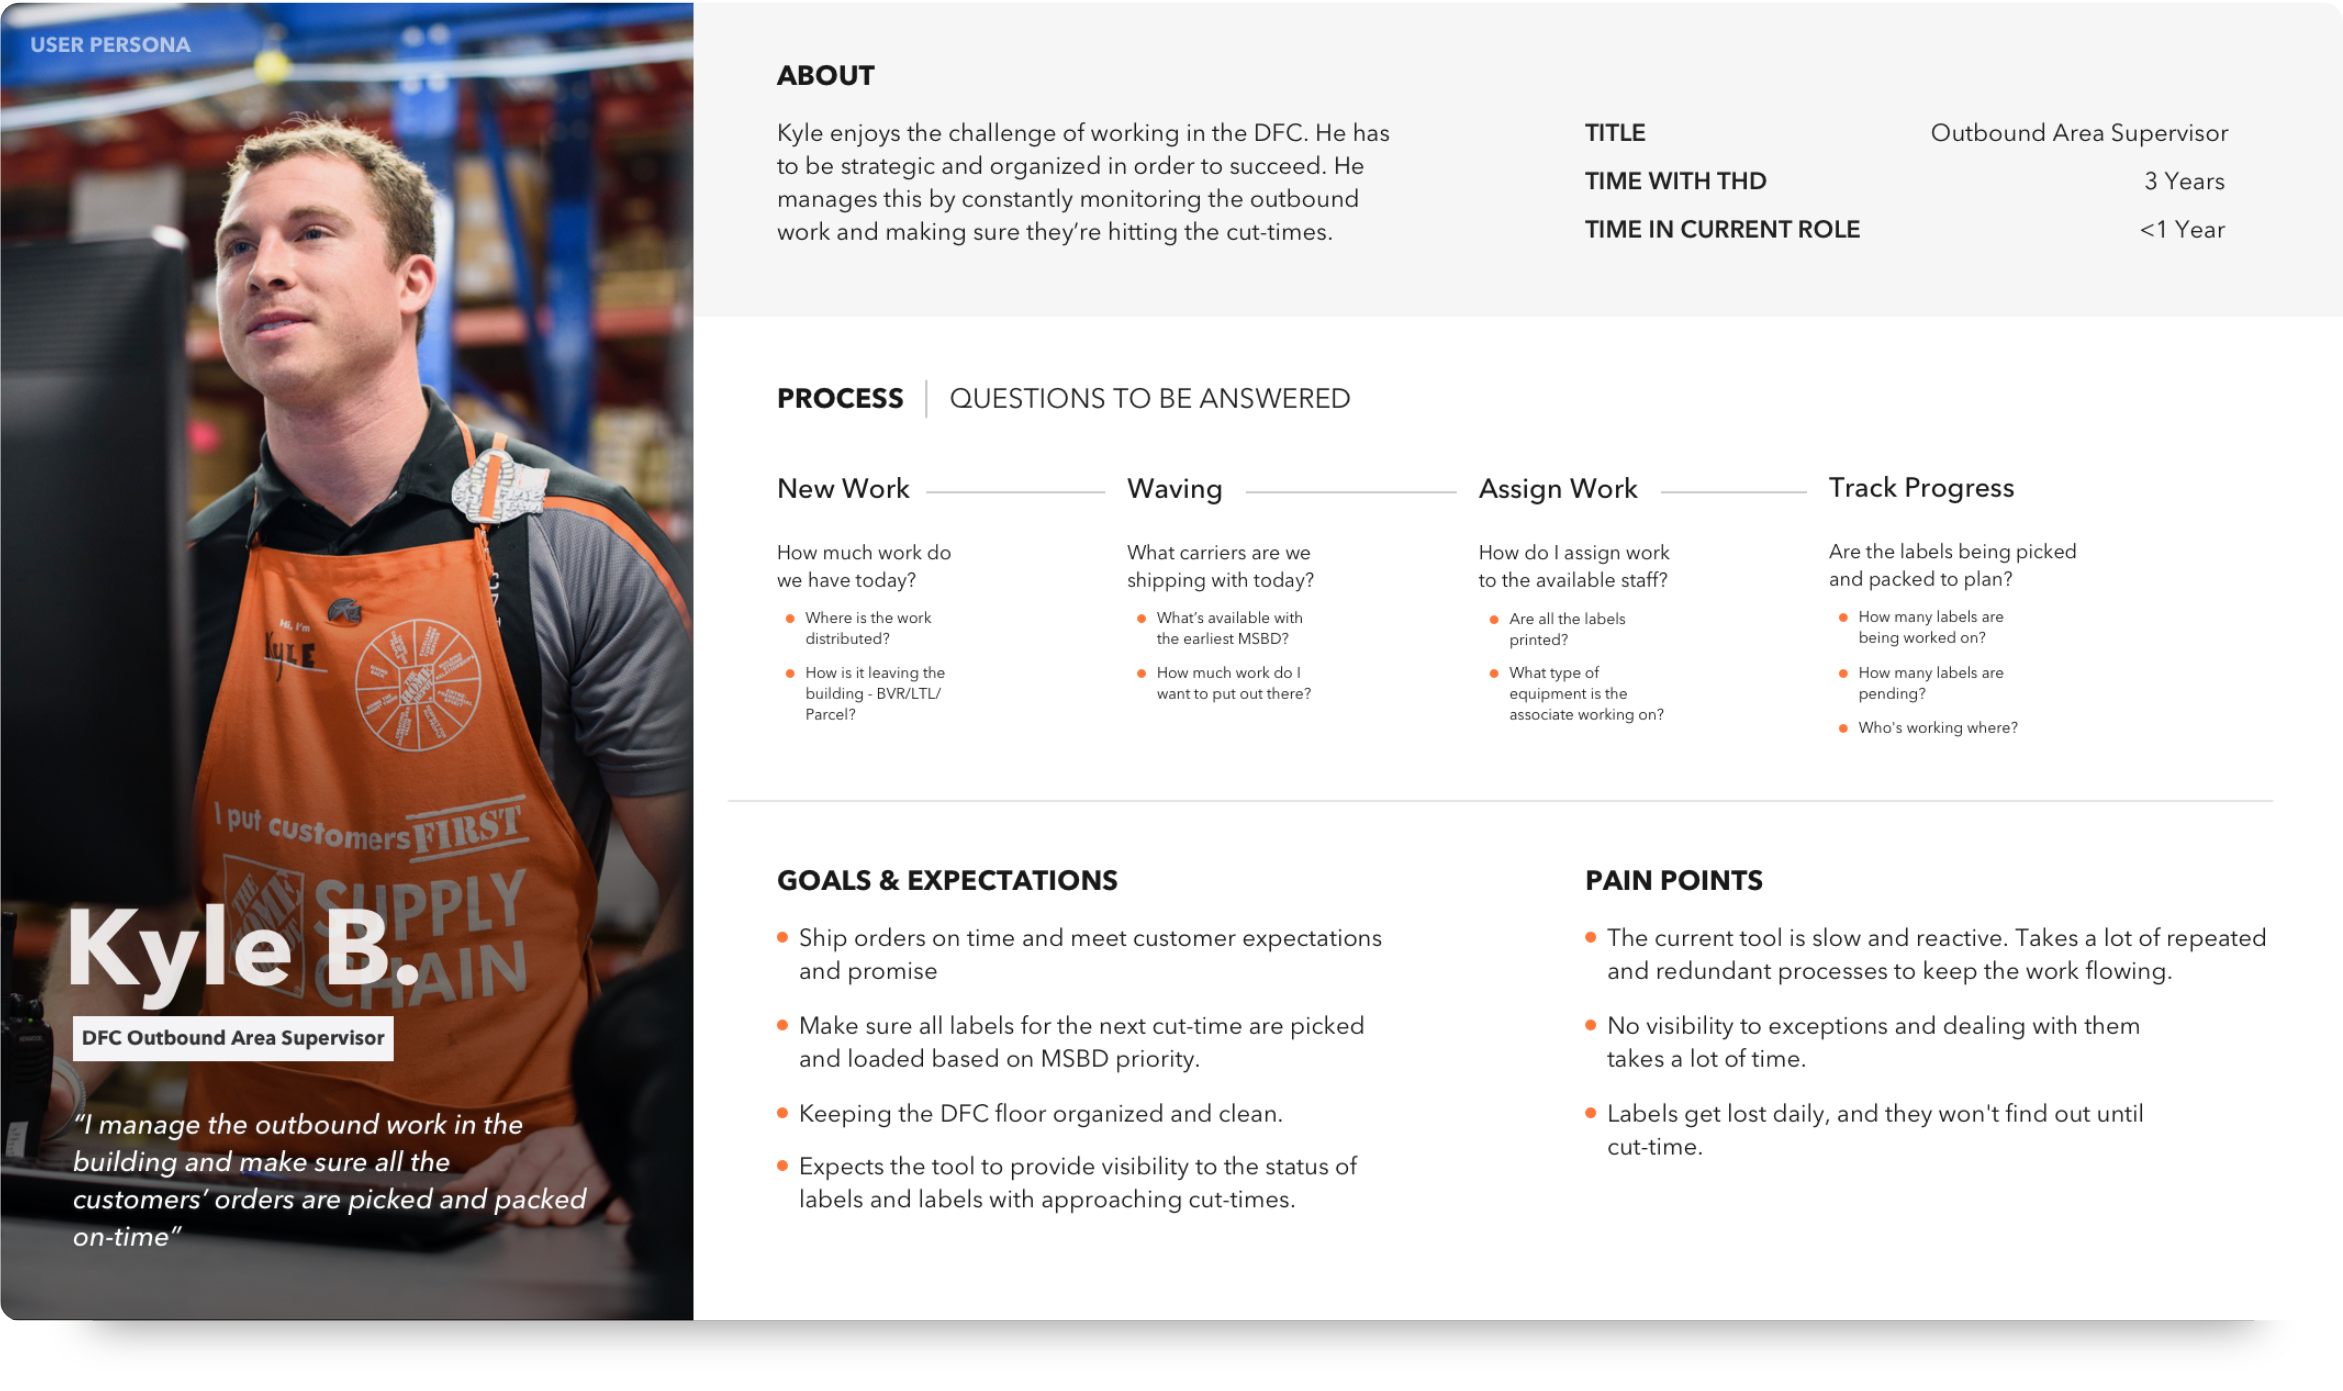 USER PERSONA
Hi, I'm
KyLE
THE HOME DEPOT
I put customers FIRST
THE HOME
SUPPLY
CHAIN
Kyle B.
DFC Outbound Area Supervisor
“I manage the outbound work in the
building and make sure all the
customers’ orders are picked and packed
on-time”
ABOUT
Kyle enjoys the challenge of working in the DFC. He has
to be strategic and organized in order to succeed. He
manages this by constantly monitoring the outbound
work and making sure they’re hitting the cut-times.
TITLE Outbound Area Supervisor
TIME WITH THD 3 Years
TIME IN CURRENT ROLE <1 Year
PROCESS QUESTIONS TO BE ANSWERED
New Work
How much work do
we have today?
Where is the work
distributed?
How is it leaving the
building - BVR/LTL/
Parcel?
Waving
What carriers are we
shipping with today?
What’s available with
the earliest MSBD?
How much work do I
want to put out there?
Assign Work
How do I assign work
to the available staff?
Are all the labels
printed?
What type of
equipment is the
associate working on?
Track Progress
Are the labels being picked
and packed to plan?
How many labels are
being worked on?
How many labels are
pending?
Who's working where?
GOALS & EXPECTATIONS
Ship orders on time and meet customer expectations
and promise
Make sure all labels for the next cut-time are picked
and loaded based on MSBD priority.
Keeping the DFC floor organized and clean.
Expects the tool to provide visibility to the status of
labels and labels with approaching cut-times.
PAIN POINTS
The current tool is slow and reactive. Takes a lot of repeated
and redundant processes to keep the work flowing.
No visibility to exceptions and dealing with them
takes a lot of time.
Labels get lost daily, and they won't find out until
cut-time.